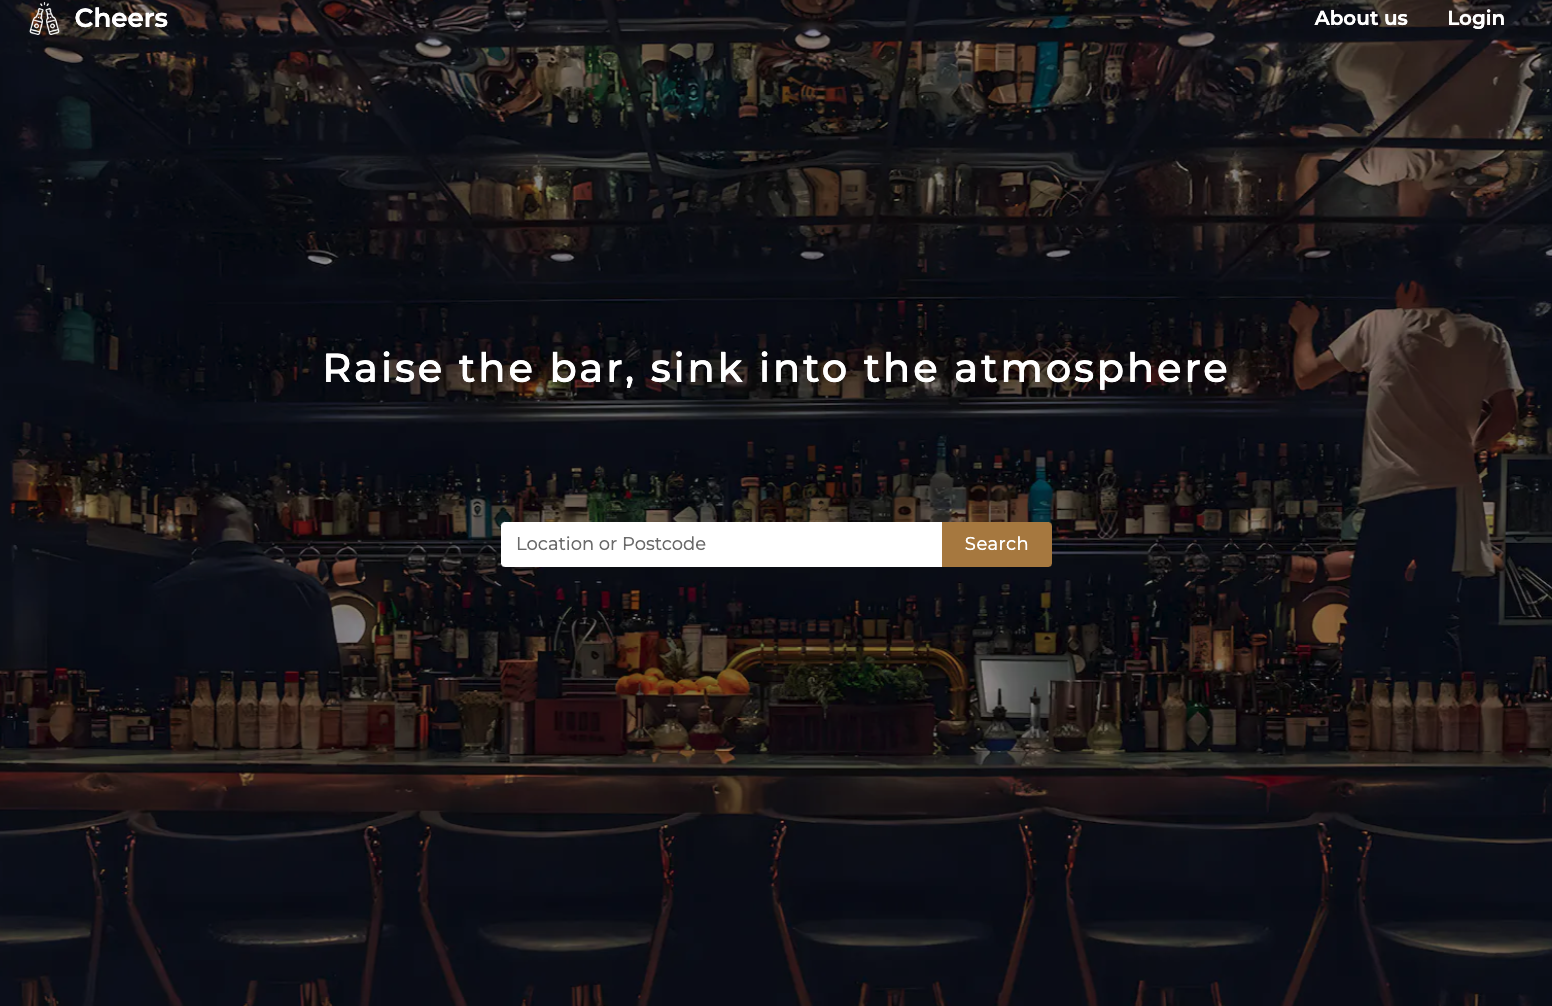 Cheers
About us
Login
Raise the bar, sink into the atmosphere
Location or Postcode
Search